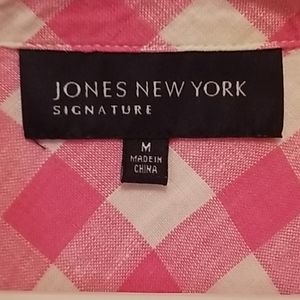 JONES NEW YORK
SIGNATURE
M
MADE IN
CHINA